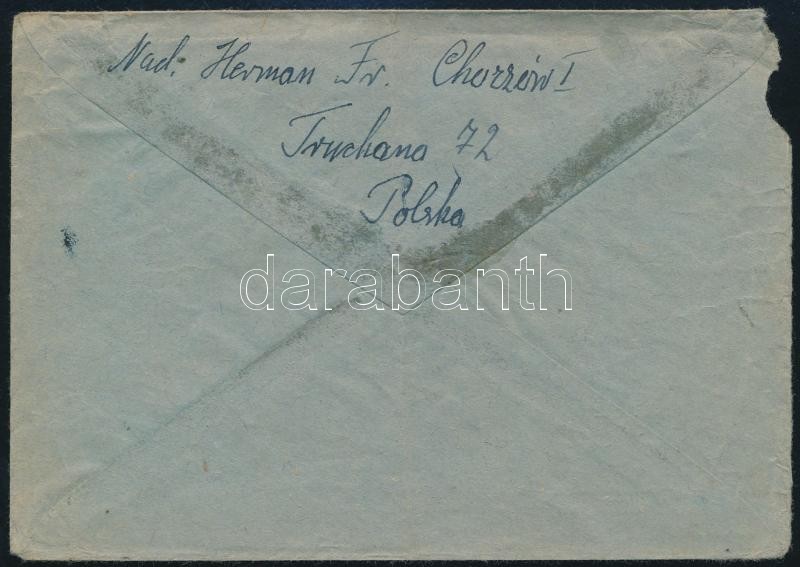 Nad. Herman Fr. Chorzów I
Truchana 72
Polska
darabanth